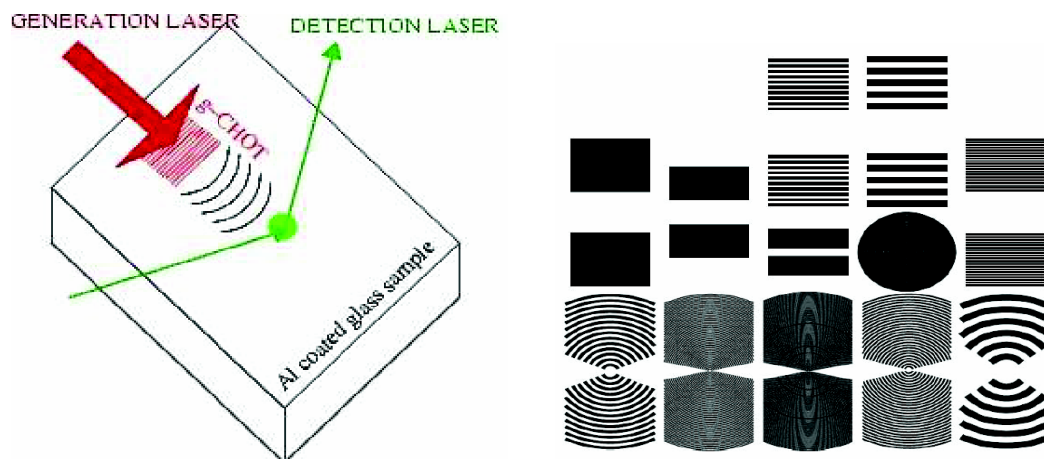 GENERATION LASER
DETECTION LASER
g-CHOT
Al coated glass sample